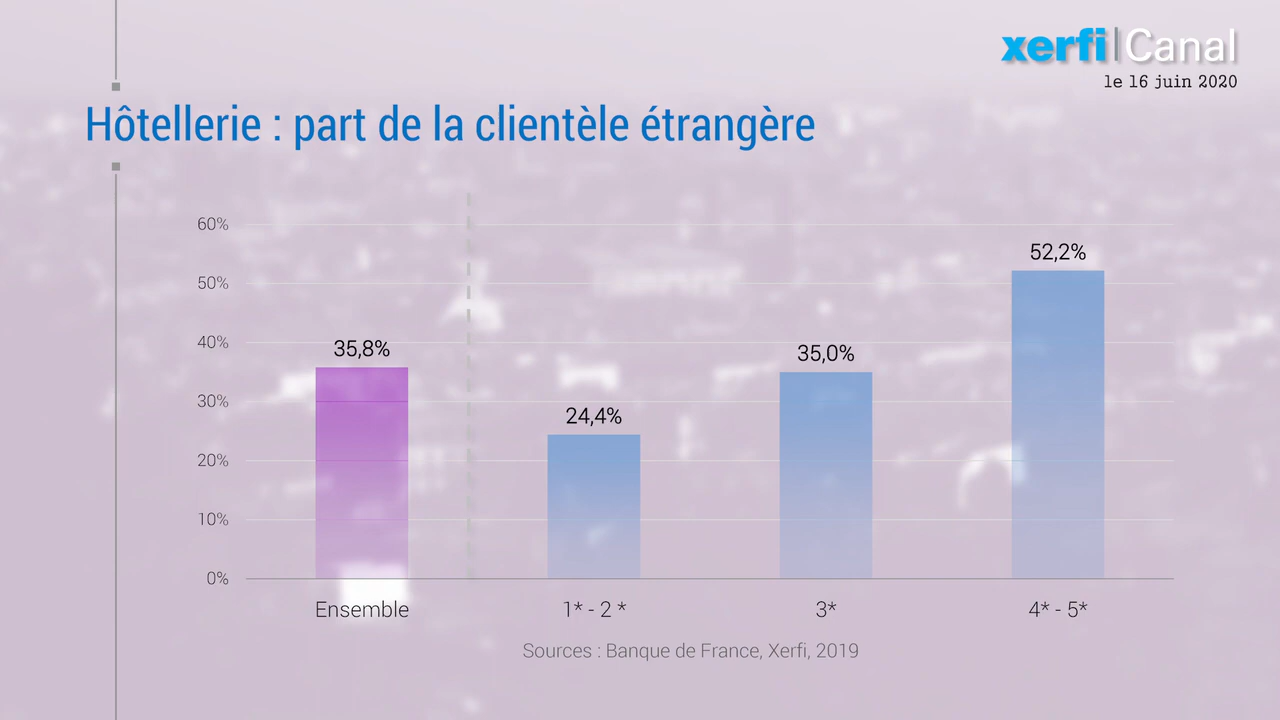 xerfi|Canal
le 16 juin 2020
Hôtellerie : part de la clientèle étrangère
60%
50%
40%
30%
20%
10%
0%
35,8%
24,4%
35,0%
52,2%
Ensemble
1* - 2 *
3*
4* - 5*
Sources : Banque de France, Xerfi, 2019